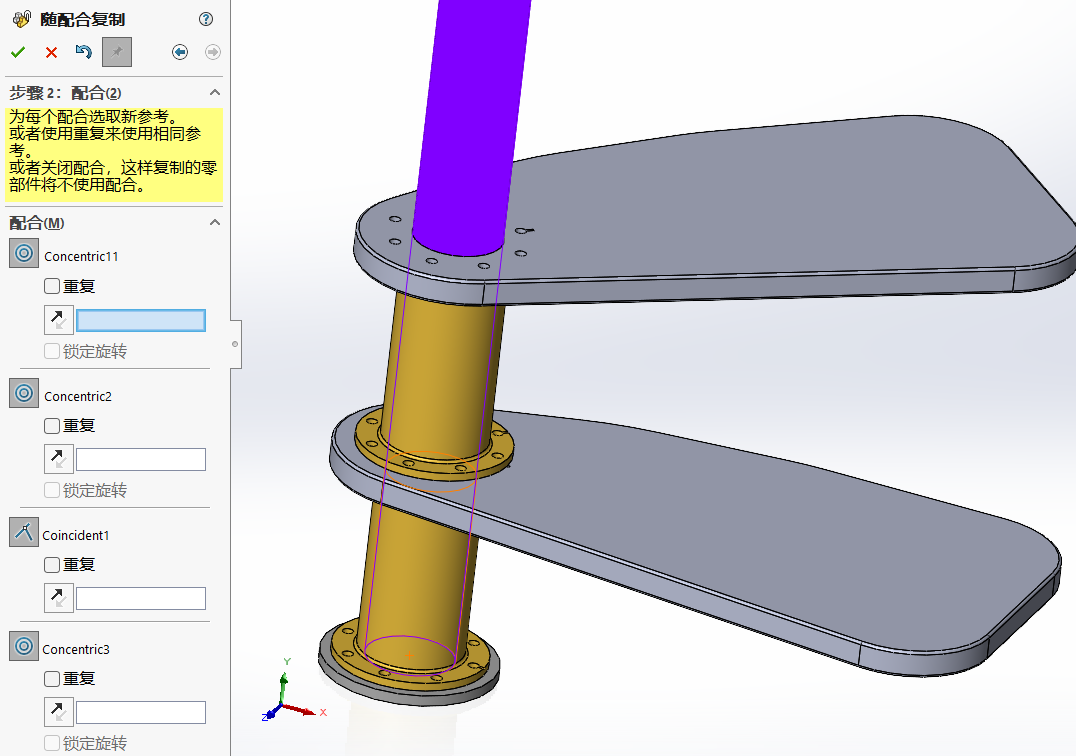 随配合复制
步骤 2：配合(2)
为每个配合选取新参考。
或者使用重复来使用相同参
考。
或者关闭配合，这样复制的零
部件将不使用配合。
配合(M)
Concentric11
重复
锁定旋转
Concentric2
重复
锁定旋转
Coincident1
重复
Concentric3
重复
锁定旋转
Y
Z
X